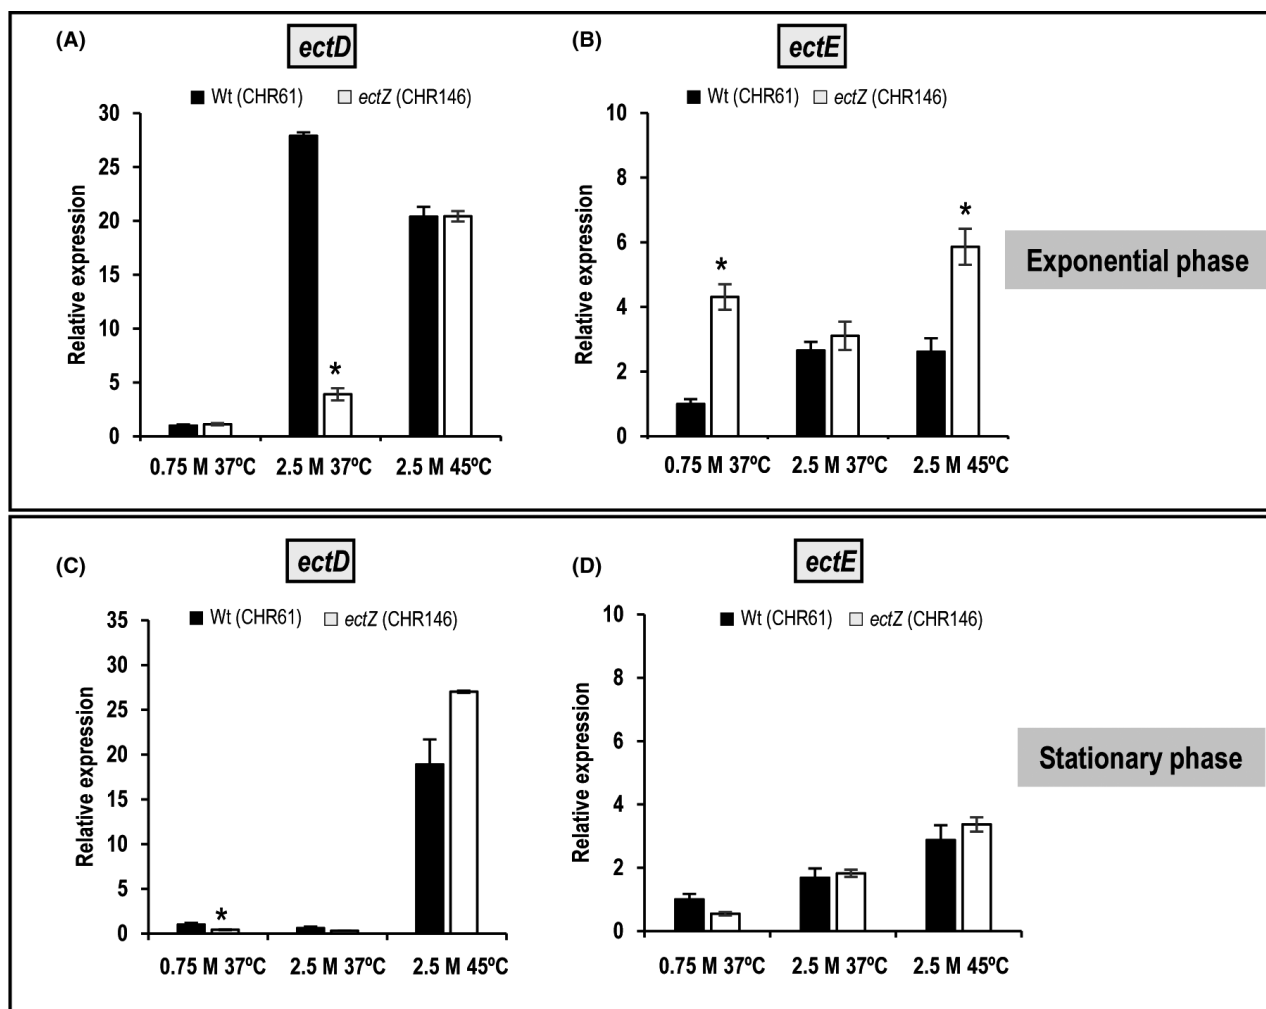 (A)
ectD
Wt (CHR61) ectZ (CHR146)
Relative expression
30
25
20
15
10
5
0
*
0.75 M 37ºC 2.5 M 37ºC 2.5 M 45ºC
(B)
ectE
Wt (CHR61) ectZ (CHR146)
Relative expression
10
8
6
4
2
0
* *
0.75 M 37ºC 2.5 M 37ºC 2.5 M 45ºC
Exponential phase
(C)
ectD
Wt (CHR61) ectZ (CHR146)
Relative expression
35
30
25
20
15
10
5
0
*
0.75 M 37ºC 2.5 M 37ºC 2.5 M 45ºC
(D)
ectE
Wt (CHR61) ectZ (CHR146)
Relative expression
10
8
6
4
2
0
0.75 M 37ºC 2.5 M 37ºC 2.5 M 45ºC
Stationary phase